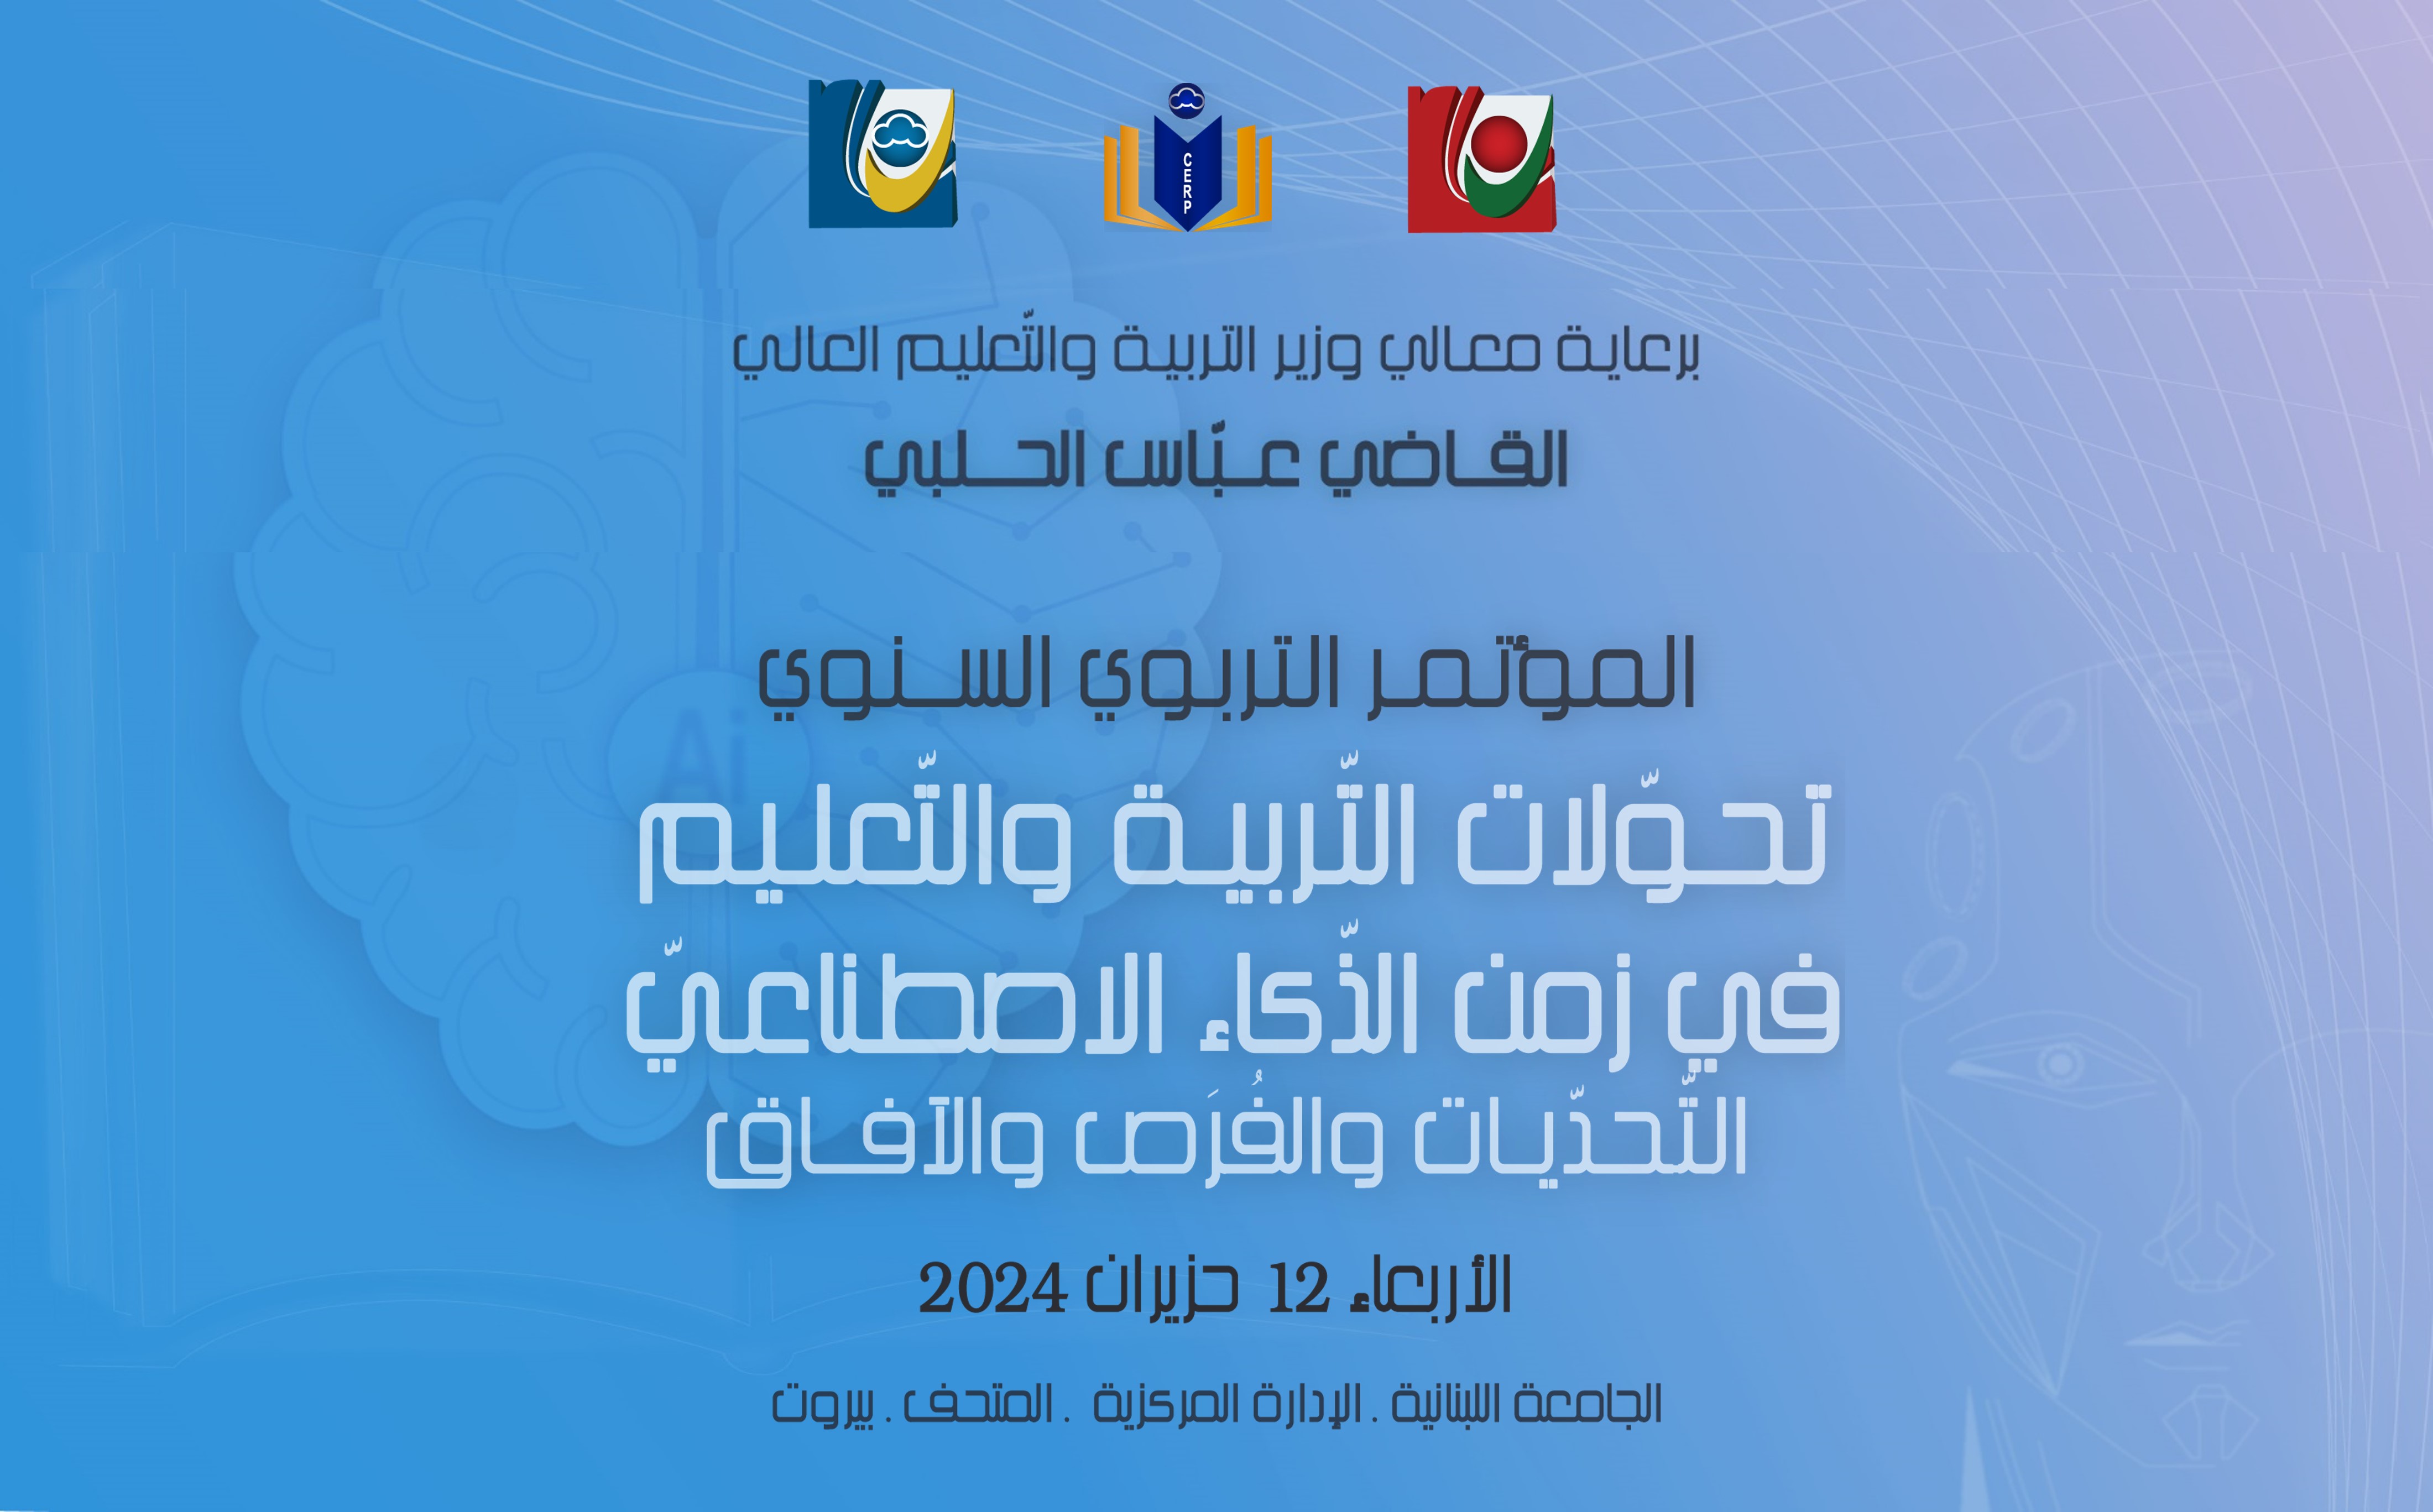 CERP
برعاية معالي وزير التربية والتّعليم العالي
القاضي عبّاس الحلبي
المؤتمر التربوي السنوي
Ai
تحوّلات التّربية والتّعليم
في زمن الذّكاء الاصطناعيّ
التّحدّيات والفُرَص والآفاق
الأربعاء 12 حزيران 2024
الجامعة اللبنانية . الإدارة المركزية . المتحف . بيروت